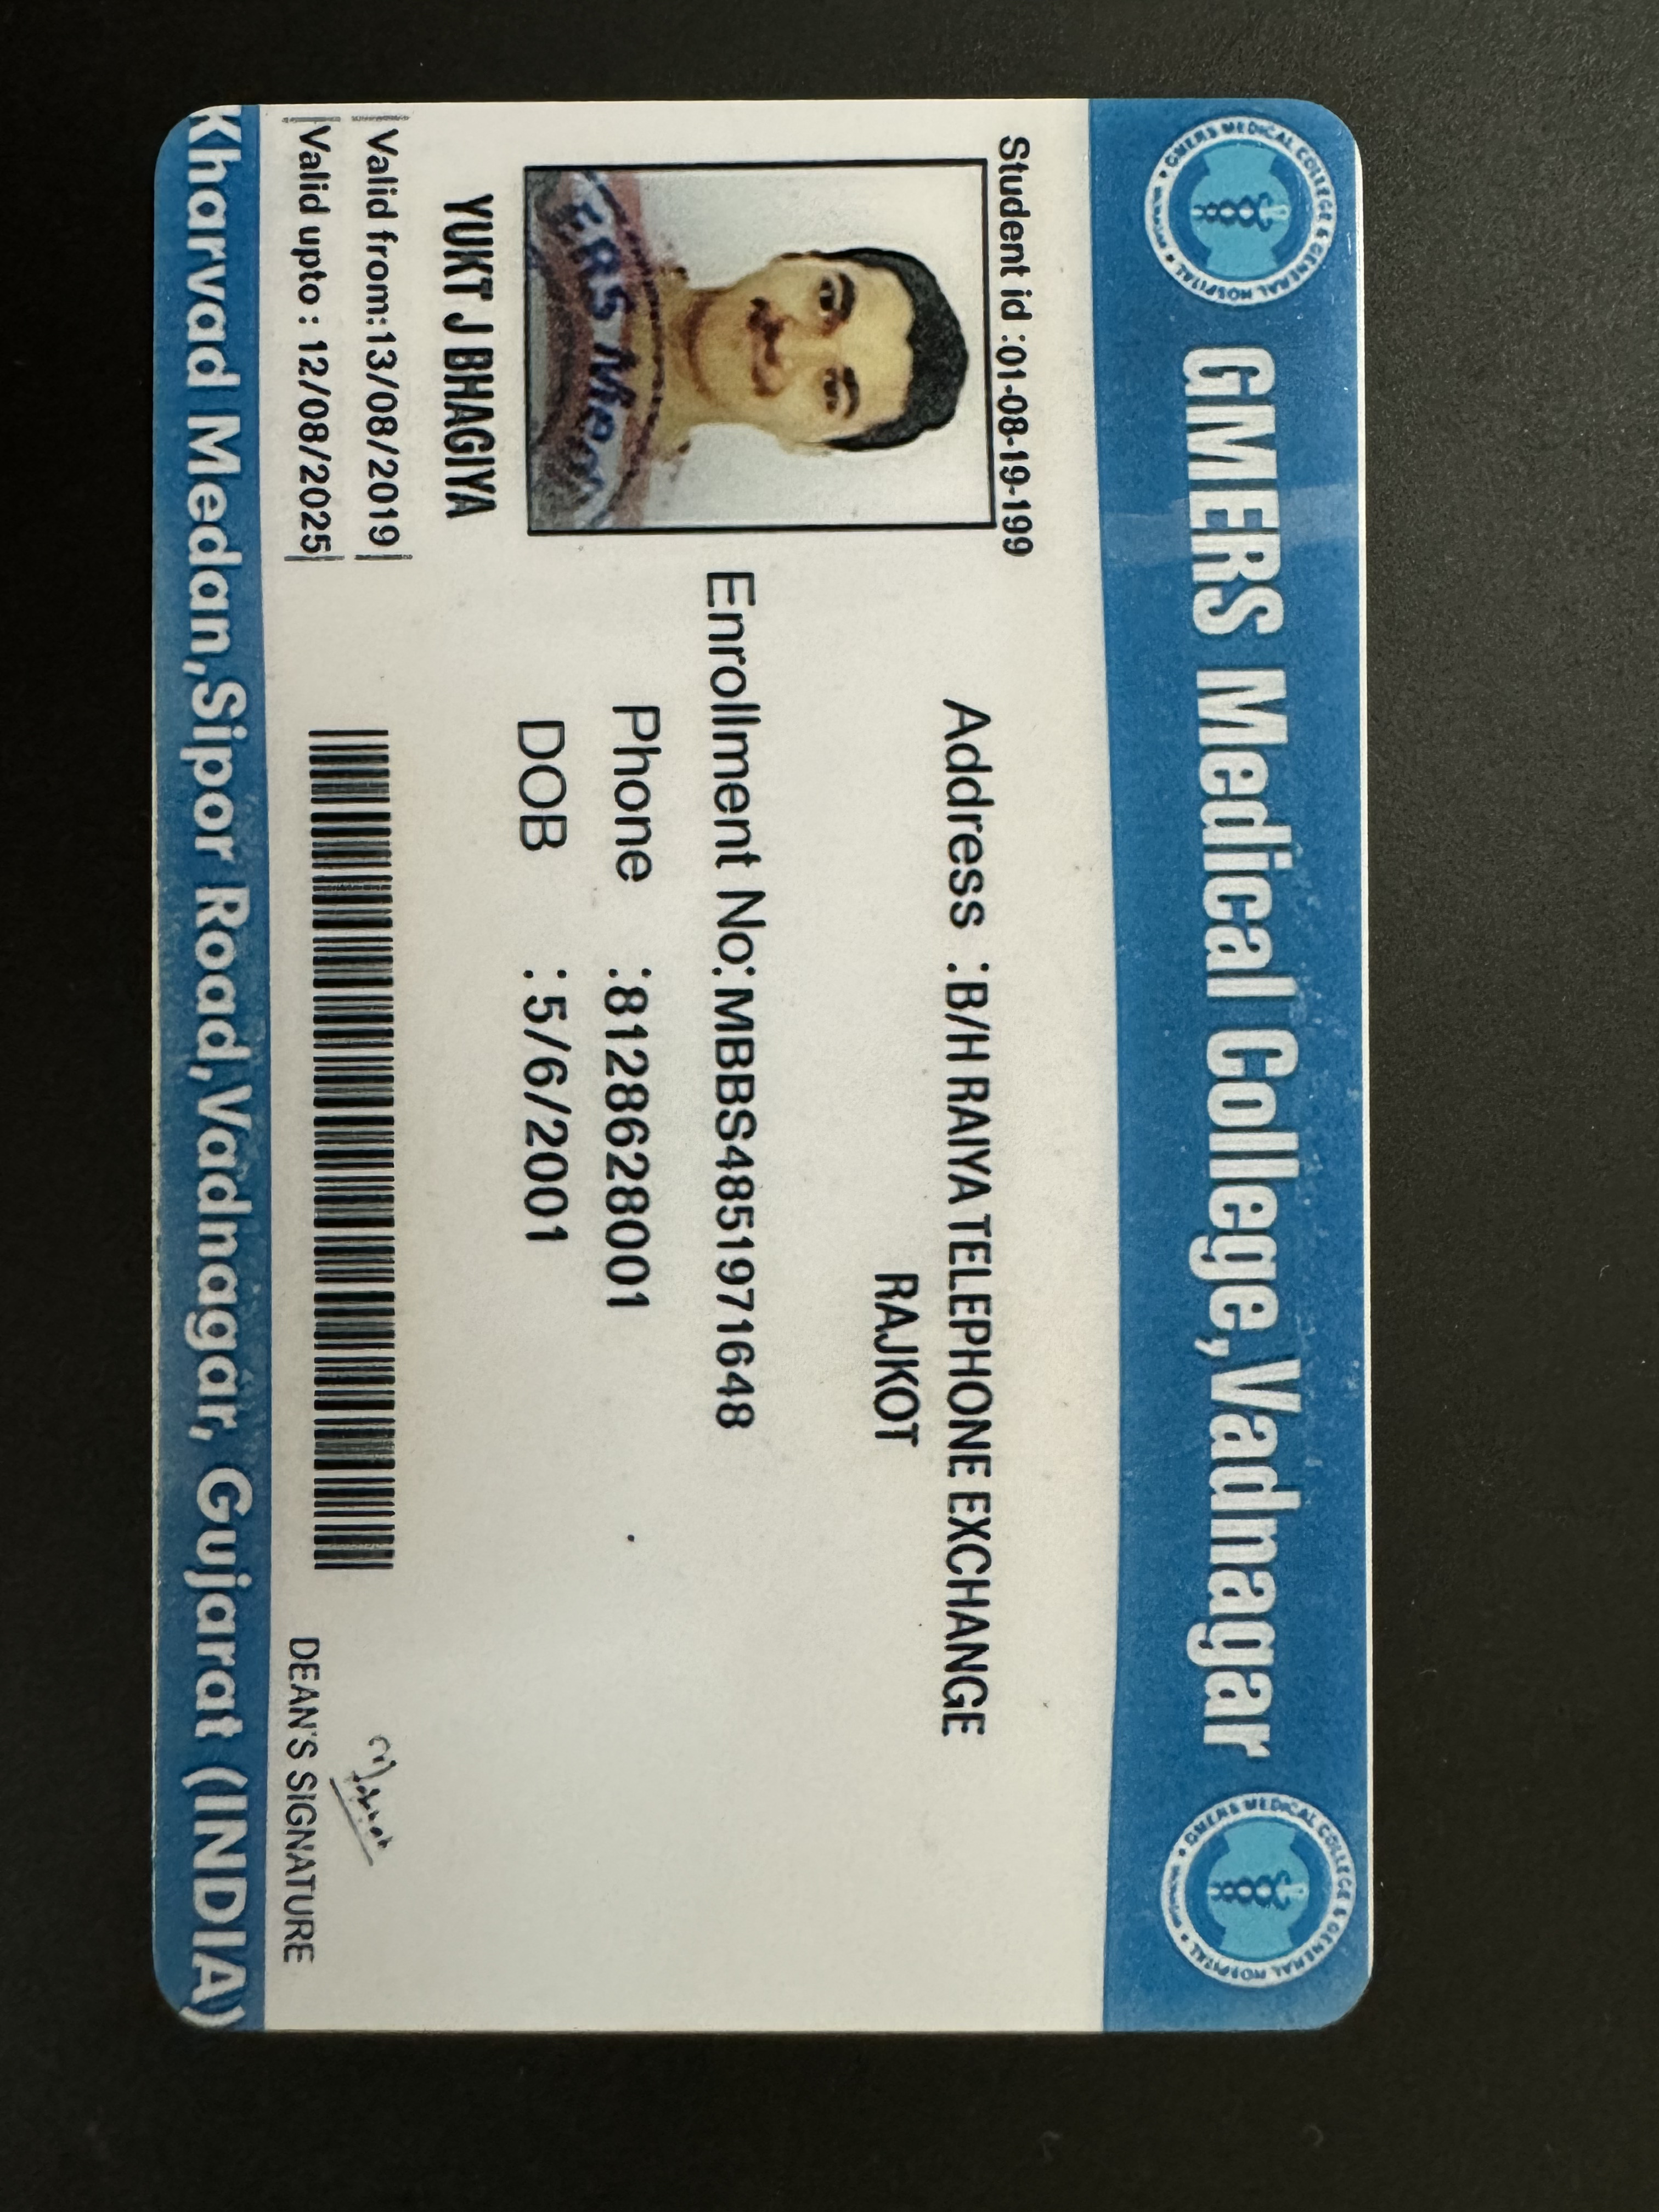 GMERS Medical College,Vadnagar
GMERS MEDICAL COLLEGE & GENERAL HOSPITAL
GMERS MEDICAL COLLEGE & GENERAL HOSPITAL
Student id :01-08-19-199
Address :B/H RAIYA TELEPHONE EXCHANGE
RAJKOT
Enrollment No:MBBS4851971648
Phone :8128628001
DOB : 5/6/2001
ERS Me
YUKT J BHAGIYA
Valid from:13/08/2019
Valid upto : 12/08/2025
DEAN'S SIGNATURE
Kharvad Medan,Sipor Road,Vadnagar, Gujarat (INDIA)